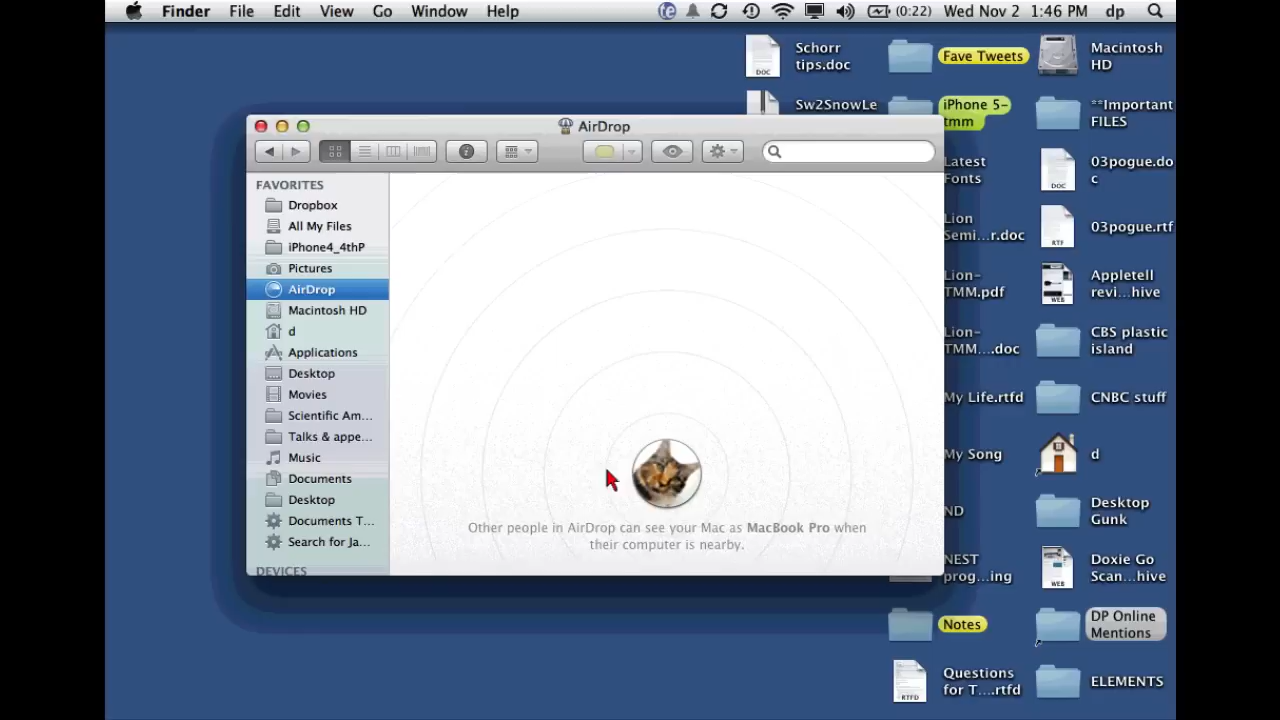 Finder File Edit View Go Window Help (0:22) Wed Nov 2 1:46 PM dp
AirDrop
FAVORITES
Dropbox
All My Files
iPhone4_4thP
Pictures
AirDrop
Macintosh HD
d
Applications
Desktop
Movies
Scientific Am...
Talks & appe...
Music
Documents
Desktop
Documents T...
Search for Ja...
DEVICES
Other people in AirDrop can see your Mac as MacBook Pro when
their computer is nearby.
Schorr
tips.doc
DOC
Sw2SnowLe
Fave Tweets
iPhone 5-
tmm
Latest
Fonts
Lion
Semi...r.doc
Lion-
TMM.pdf
Lion-
TMM....doc
My Life.rtfd
My Song
ND
NEST
prog...ing
Notes
Questions
for T....rtfd
RTFD
Macintosh
HD
**Important
FILES
03pogue.do
c
DOC
03pogue.rtf
RTF
Appletell
revi...hive
WEB
CBS plastic
island
CNBC stuff
d
Desktop
Gunk
Doxie Go
Scan...hive
WEB
DP Online
Mentions
ELEMENTS